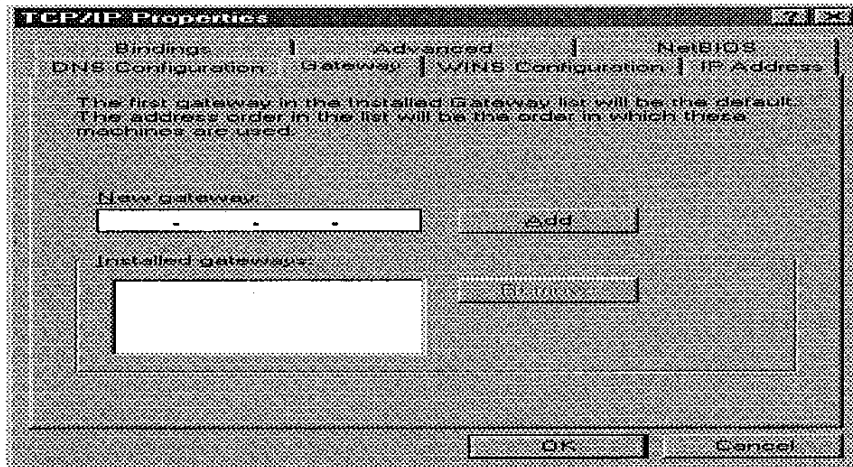 TCP/IP Properties
Bindings Advanced NetBIOS
DNS Configuration Gateway WINS Configuration IP Address
The first gateway in the Installed Gateway list will be the default.
The address order in the list will be the order in which these
machines are used.
New gateway:
Add
Installed gateways:
Remove
OK Cancel